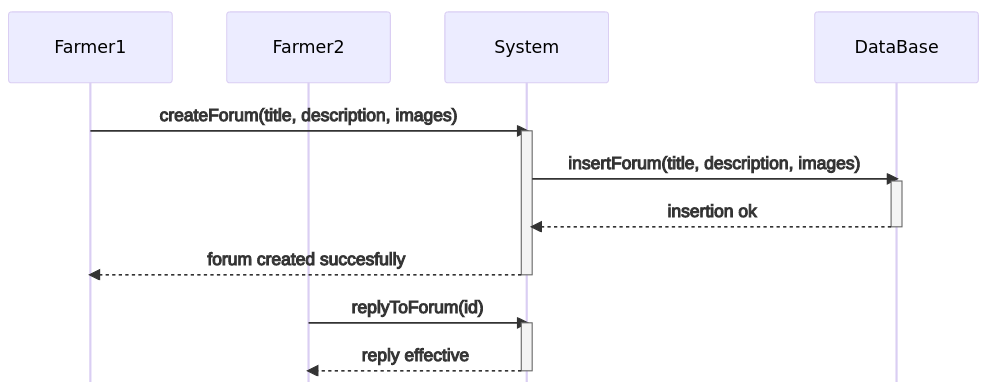 Farmer1
Farmer2
System
DataBase
createForum(title, description, images)
insertForum(title, description, images)
insertion ok
forum created succesfully
replyToForum(id)
reply effective